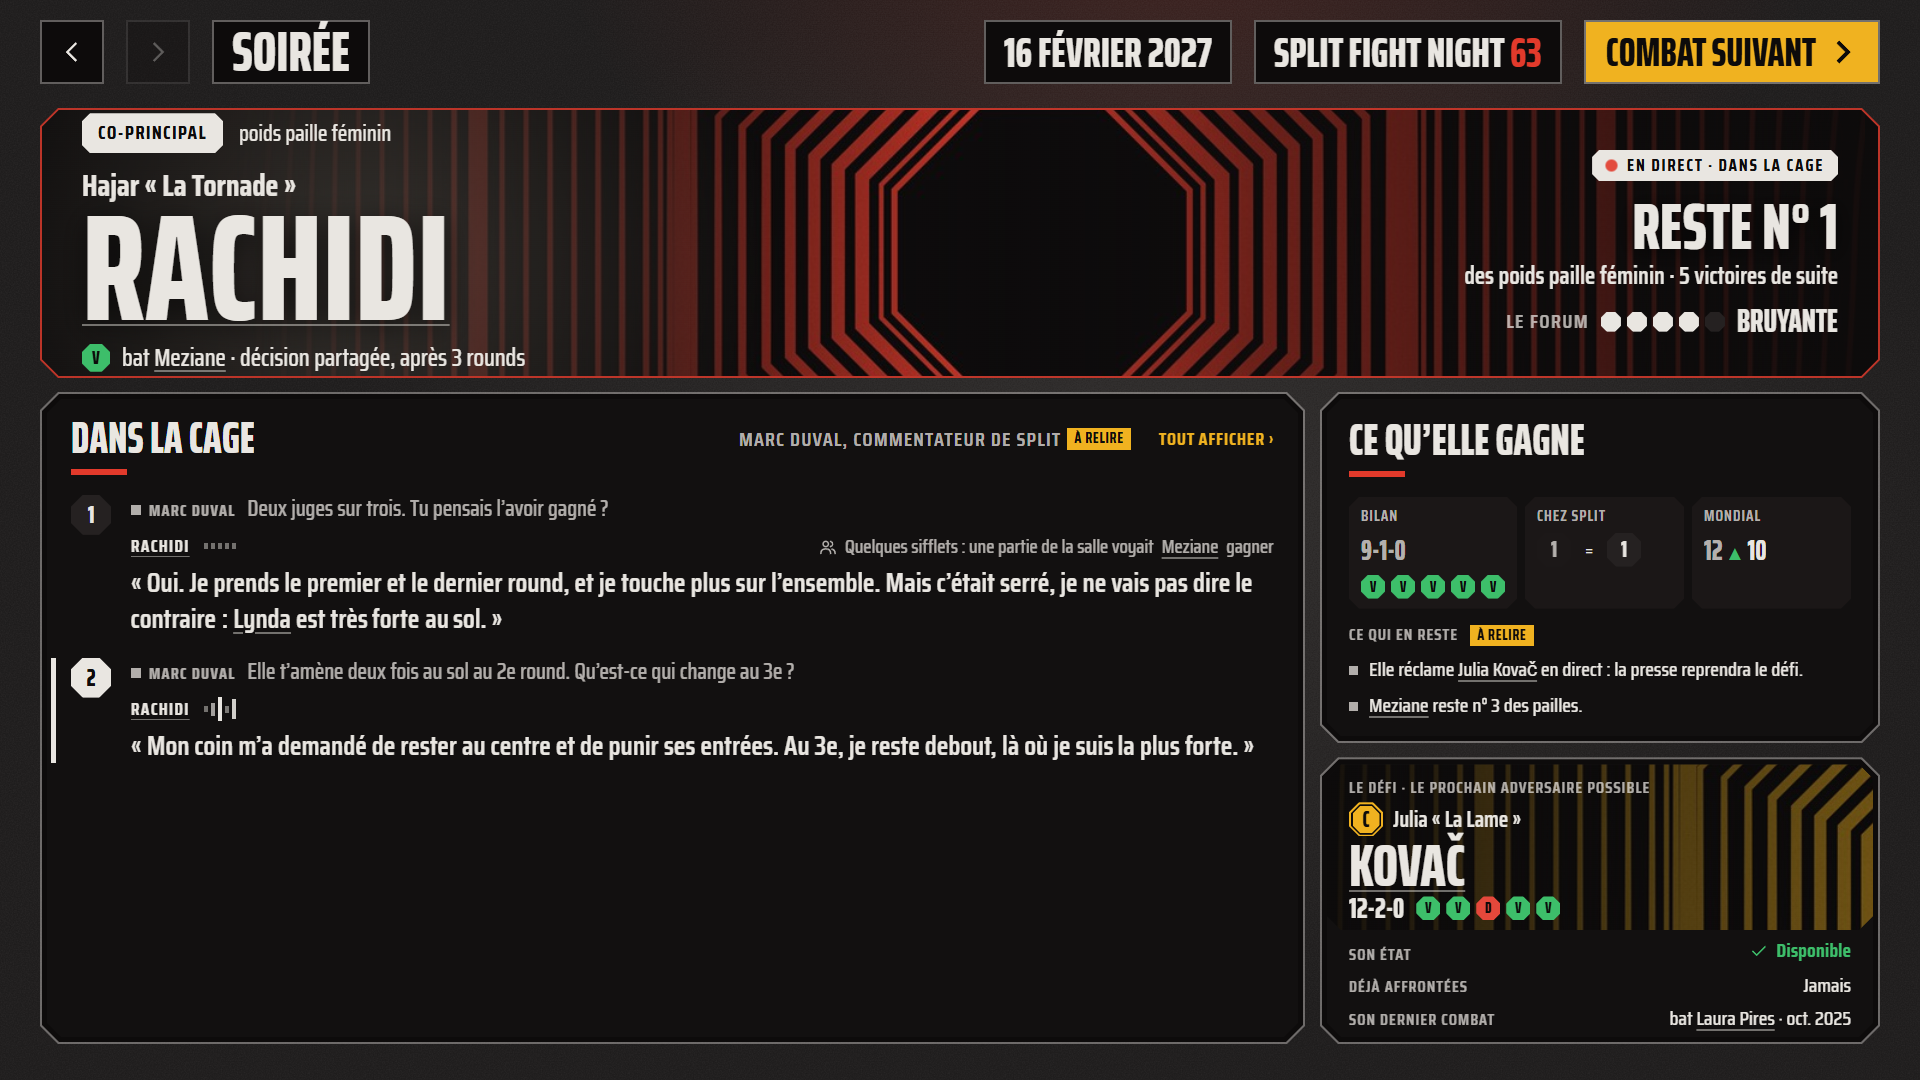 SOIRÉE
16 FÉVRIER 2027
SPLIT FIGHT NIGHT 63
COMBAT SUIVANT
CO-PRINCIPAL poids paille féminin
Hajar « La Tornade »
RACHIDI
V bat Meziane · décision partagée, après 3 rounds
EN DIRECT · DANS LA CAGE
RESTE Nº 1
des poids paille féminin · 5 victoires de suite
LE FORUM BRUYANTE
DANS LA CAGE
MARC DUVAL, COMMENTATEUR DE SPLIT À RELIRE TOUT AFFICHER ›
1 MARC DUVAL Deux juges sur trois. Tu pensais l’avoir gagné ?
RACHIDI Quelques sifflets : une partie de la salle voyait Meziane gagner
« Oui. Je prends le premier et le dernier round, et je touche plus sur l’ensemble. Mais c’était serré, je ne vais pas dire le
contraire : Lynda est très forte au sol. »
2 MARC DUVAL Elle t’amène deux fois au sol au 2e round. Qu’est-ce qui change au 3e ?
RACHIDI
« Mon coin m’a demandé de rester au centre et de punir ses entrées. Au 3e, je reste debout, là où je suis la plus forte. »
CE QU’ELLE GAGNE
BILAN CHEZ SPLIT MONDIAL
9-1-0 1 = 1 12 ▲ 10
V V V V V
CE QUI EN RESTE À RELIRE
Elle réclame Julia Kovač en direct : la presse reprendra le défi.
Meziane reste nº 3 des pailles.
LE DÉFI · LE PROCHAIN ADVERSAIRE POSSIBLE
C Julia « La Lame »
KOVAČ
12-2-0 V V D V V
SON ÉTAT Disponible
DÉJÀ AFFRONTÉES Jamais
SON DERNIER COMBAT bat Laura Pires · oct. 2025